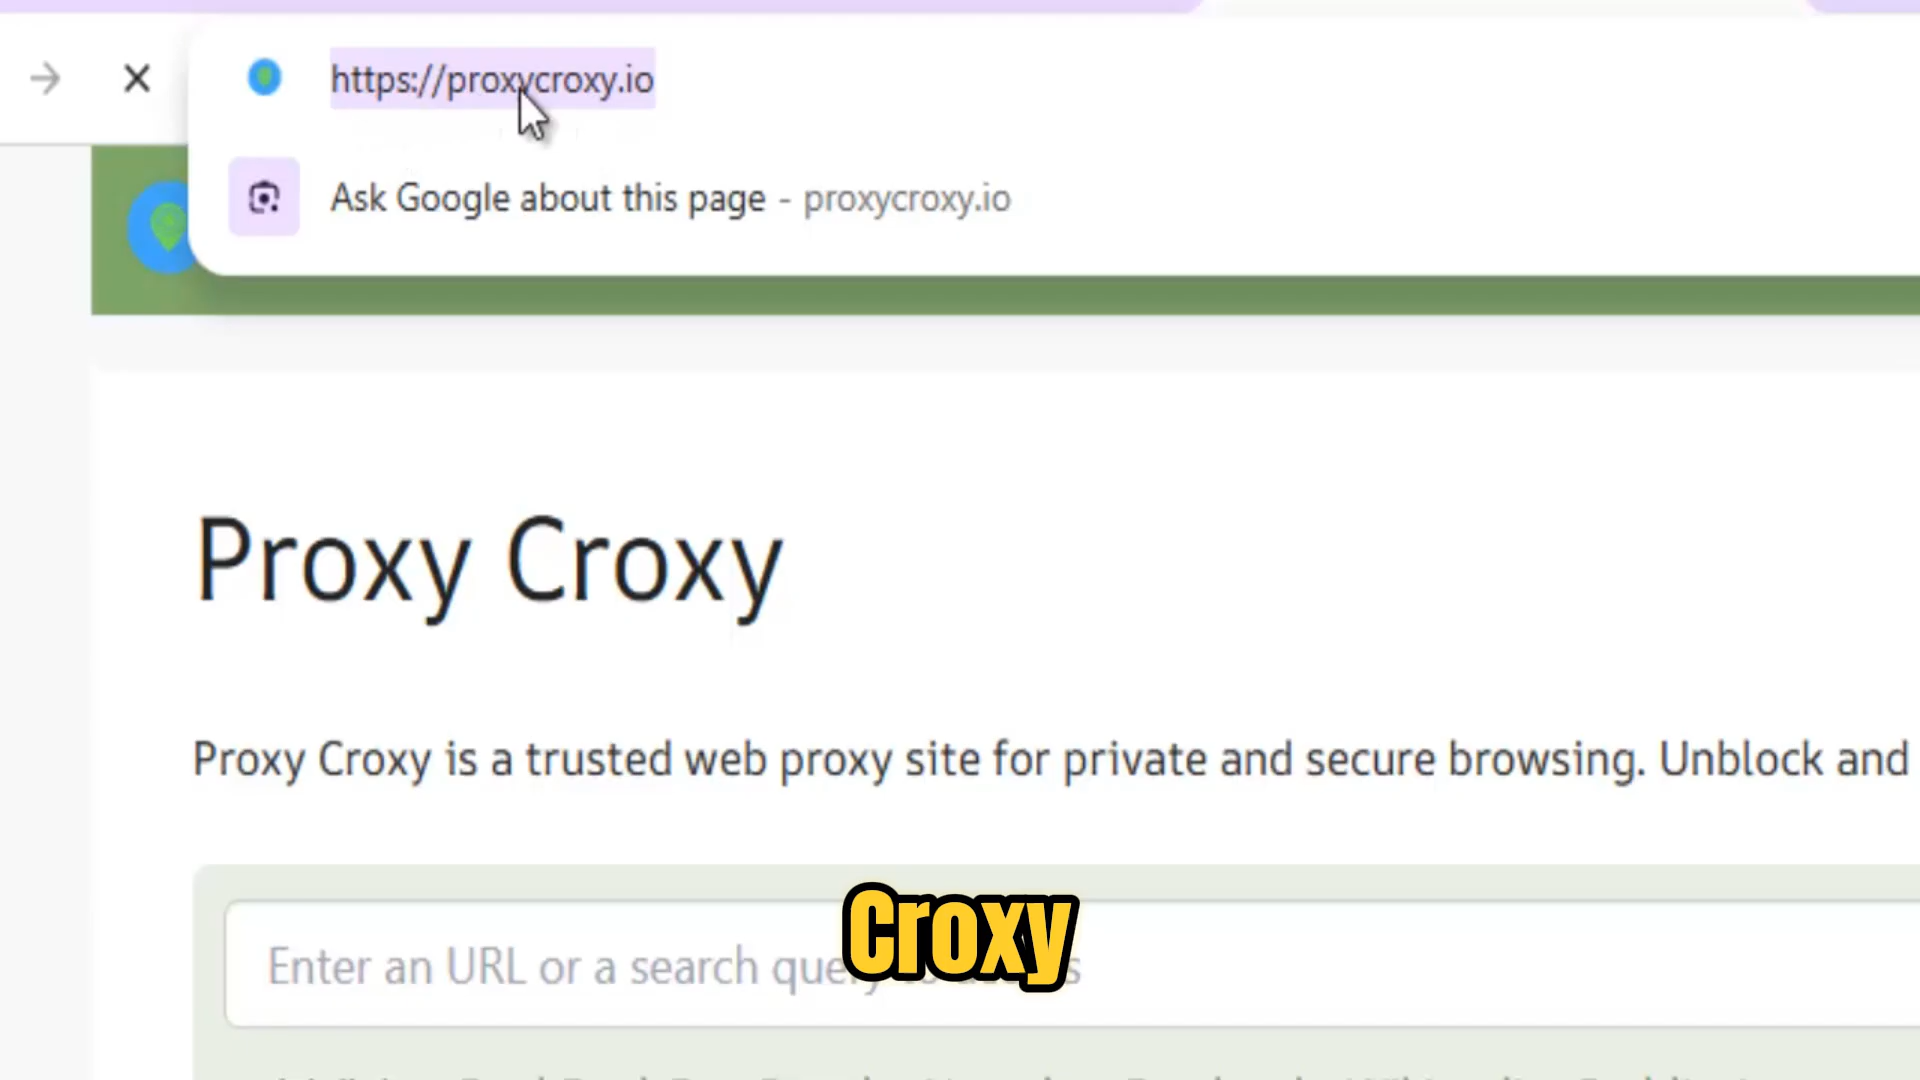 https://proxycroxy.io
Ask Google about this page - proxycroxy.io
Proxy Croxy
Proxy Croxy is a trusted web proxy site for private and secure browsing. Unblock and
Enter an URL or a search
Croxy